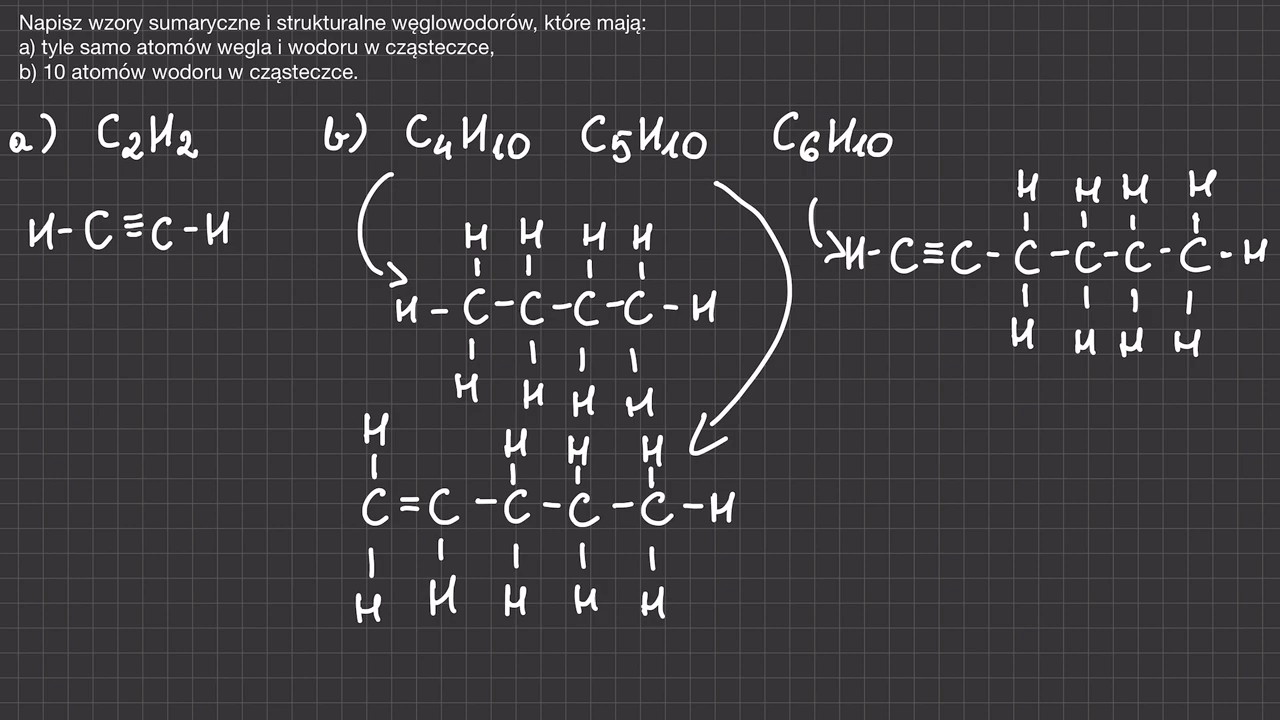 Napisz wzory sumaryczne i strukturalne węglowodorów, które mają:
a) tyle samo atomów wegla i wodoru w cząsteczce,
b) 10 atomów wodoru w cząsteczce.
a) C2H2 b) C4H10 C5H10 C6H10
H-C≡C-H
H H H H
H-C-C-C-C-H
H H H H
H H H H
H-C≡C-C-C-C-C-H
H H H H
H H H H
C=C-C-C-C-H
H H H H H